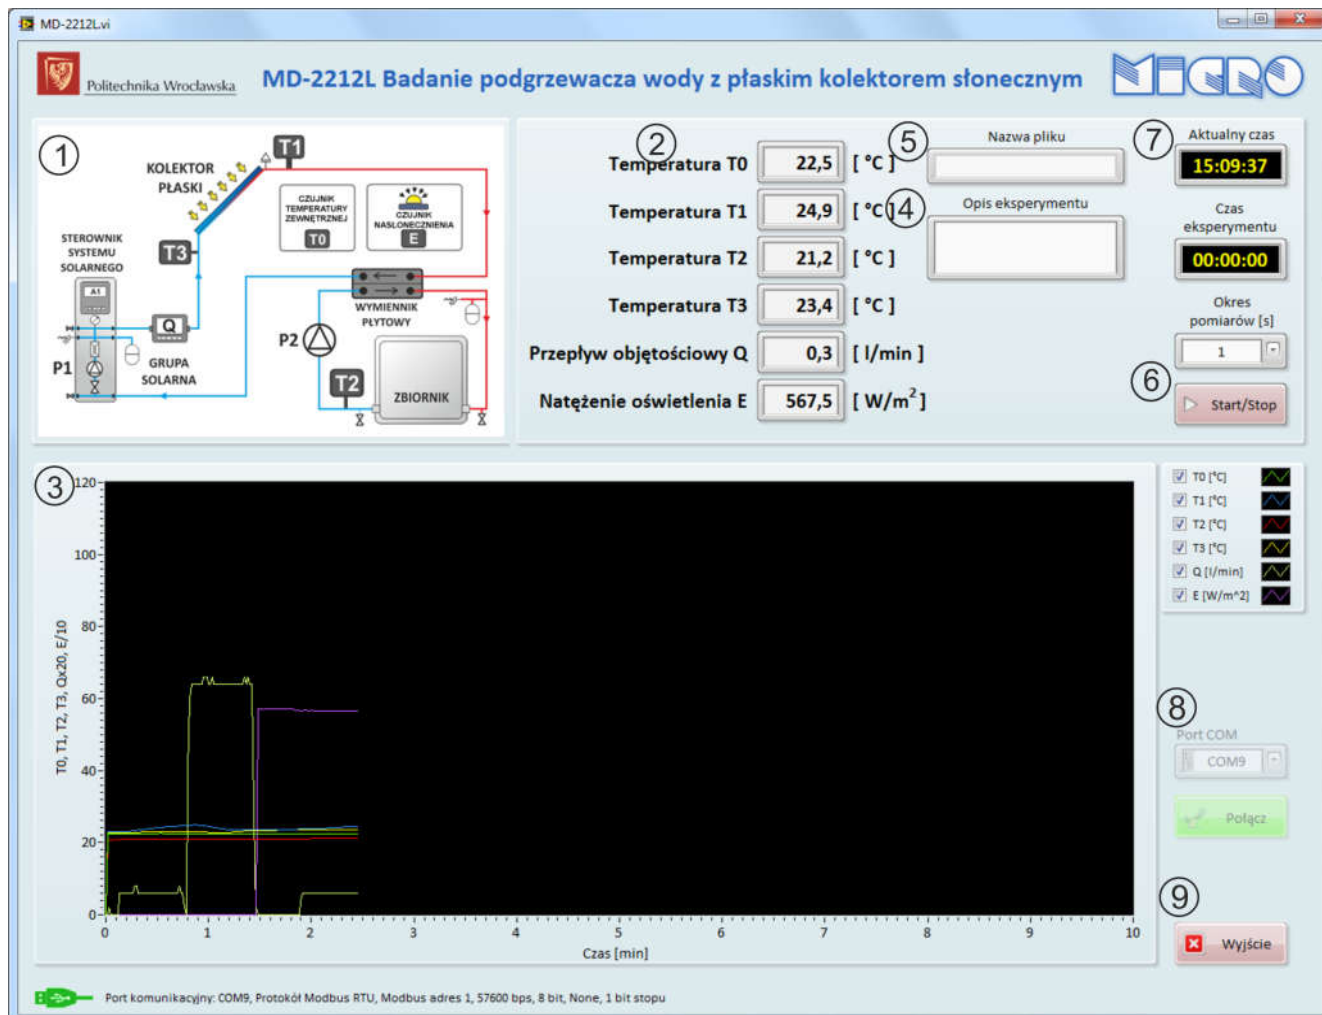 MD-2212L.vi
Politechnika Wrocławska
MD-2212L Badanie podgrzewacza wody z płaskim kolektorem słonecznym
MICRO
1
T1
KOLEKTOR
PŁASKI
CZUJNIK
TEMPERATURY
ZEWNĘTRZNEJ
T0
CZUJNIK
NASŁONECZNIENIA
E
STEROWNIK
SYSTEMU
SOLARNEGO
T3
A1
Q
WYMIENNIK
PŁYTOWY
P2
GRUPA
SOLARNA
P1
T2
ZBIORNIK
2
Temperatura T0 22,5 [ °C ]
Temperatura T1 24,9 [ °C ]
Temperatura T2 21,2 [ °C ]
Temperatura T3 23,4 [ °C ]
Przepływ objętościowy Q 0,3 [ l/min ]
Natężenie oświetlenia E 567,5 [ W/m² ]
5
Nazwa pliku
4
Opis eksperymentu
7
Aktualny czas
15:09:37
Czas
eksperymentu
00:00:00
Okres
pomiarów [s]
1
6
Start/Stop
3
120
100
80
60
40
20
0
T0, T1, T2, T3, Qx20, E/10
0 1 2 3 4 5 6 7 8 9 10
Czas [min]
T0 [°C]
T1 [°C]
T2 [°C]
T3 [°C]
Q [l/min]
E [W/m^2]
8
Port COM
COM9
Połącz
9
Wyjście
Port komunikacyjny: COM9, Protokół Modbus RTU, Modbus adres 1, 57600 bps, 8 bit, None, 1 bit stopu